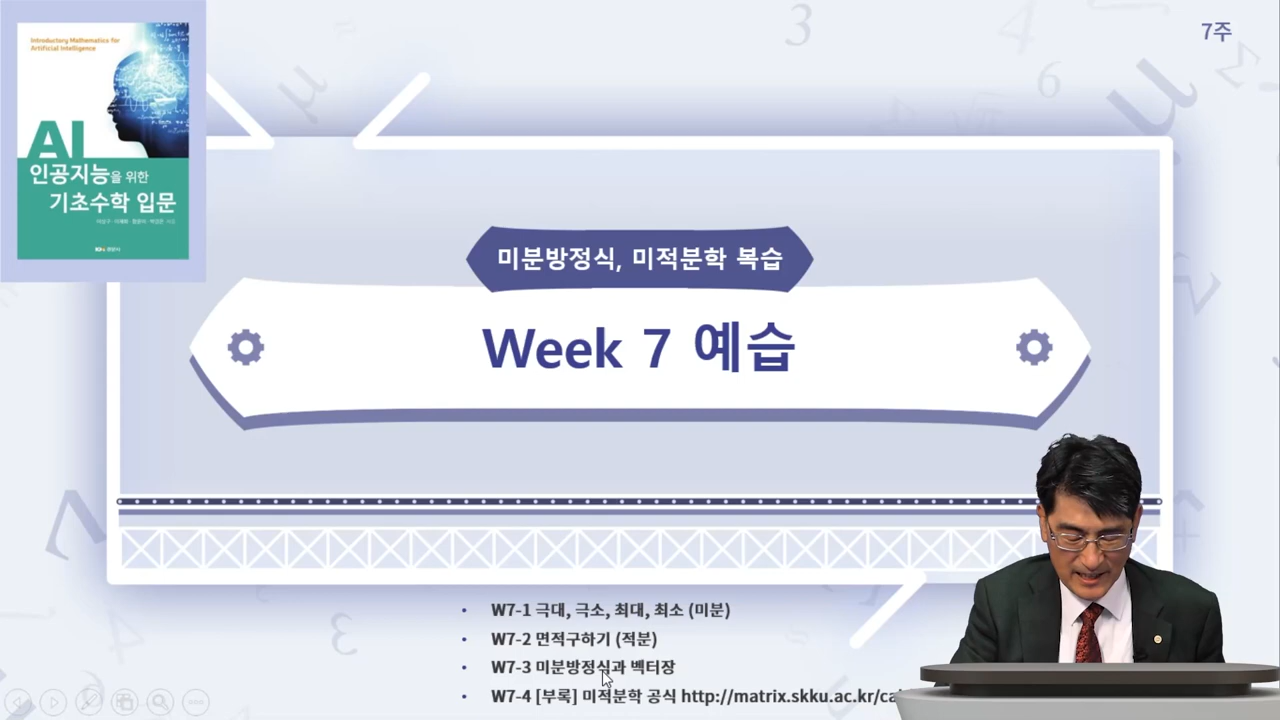 Introductory Mathematics for
Artificial Intelligence
AI
인공지능을 위한
기초수학 입문
7주
미분방정식, 미적분학 복습
Week 7 예습
• W7-1 극대, 극소, 최대, 최소 (미분)
• W7-2 면적구하기 (적분)
• W7-3 미분방정식과 벡터장
• W7-4 [부록] 미적분학 공식 http://matrix.skku.ac.kr/cal